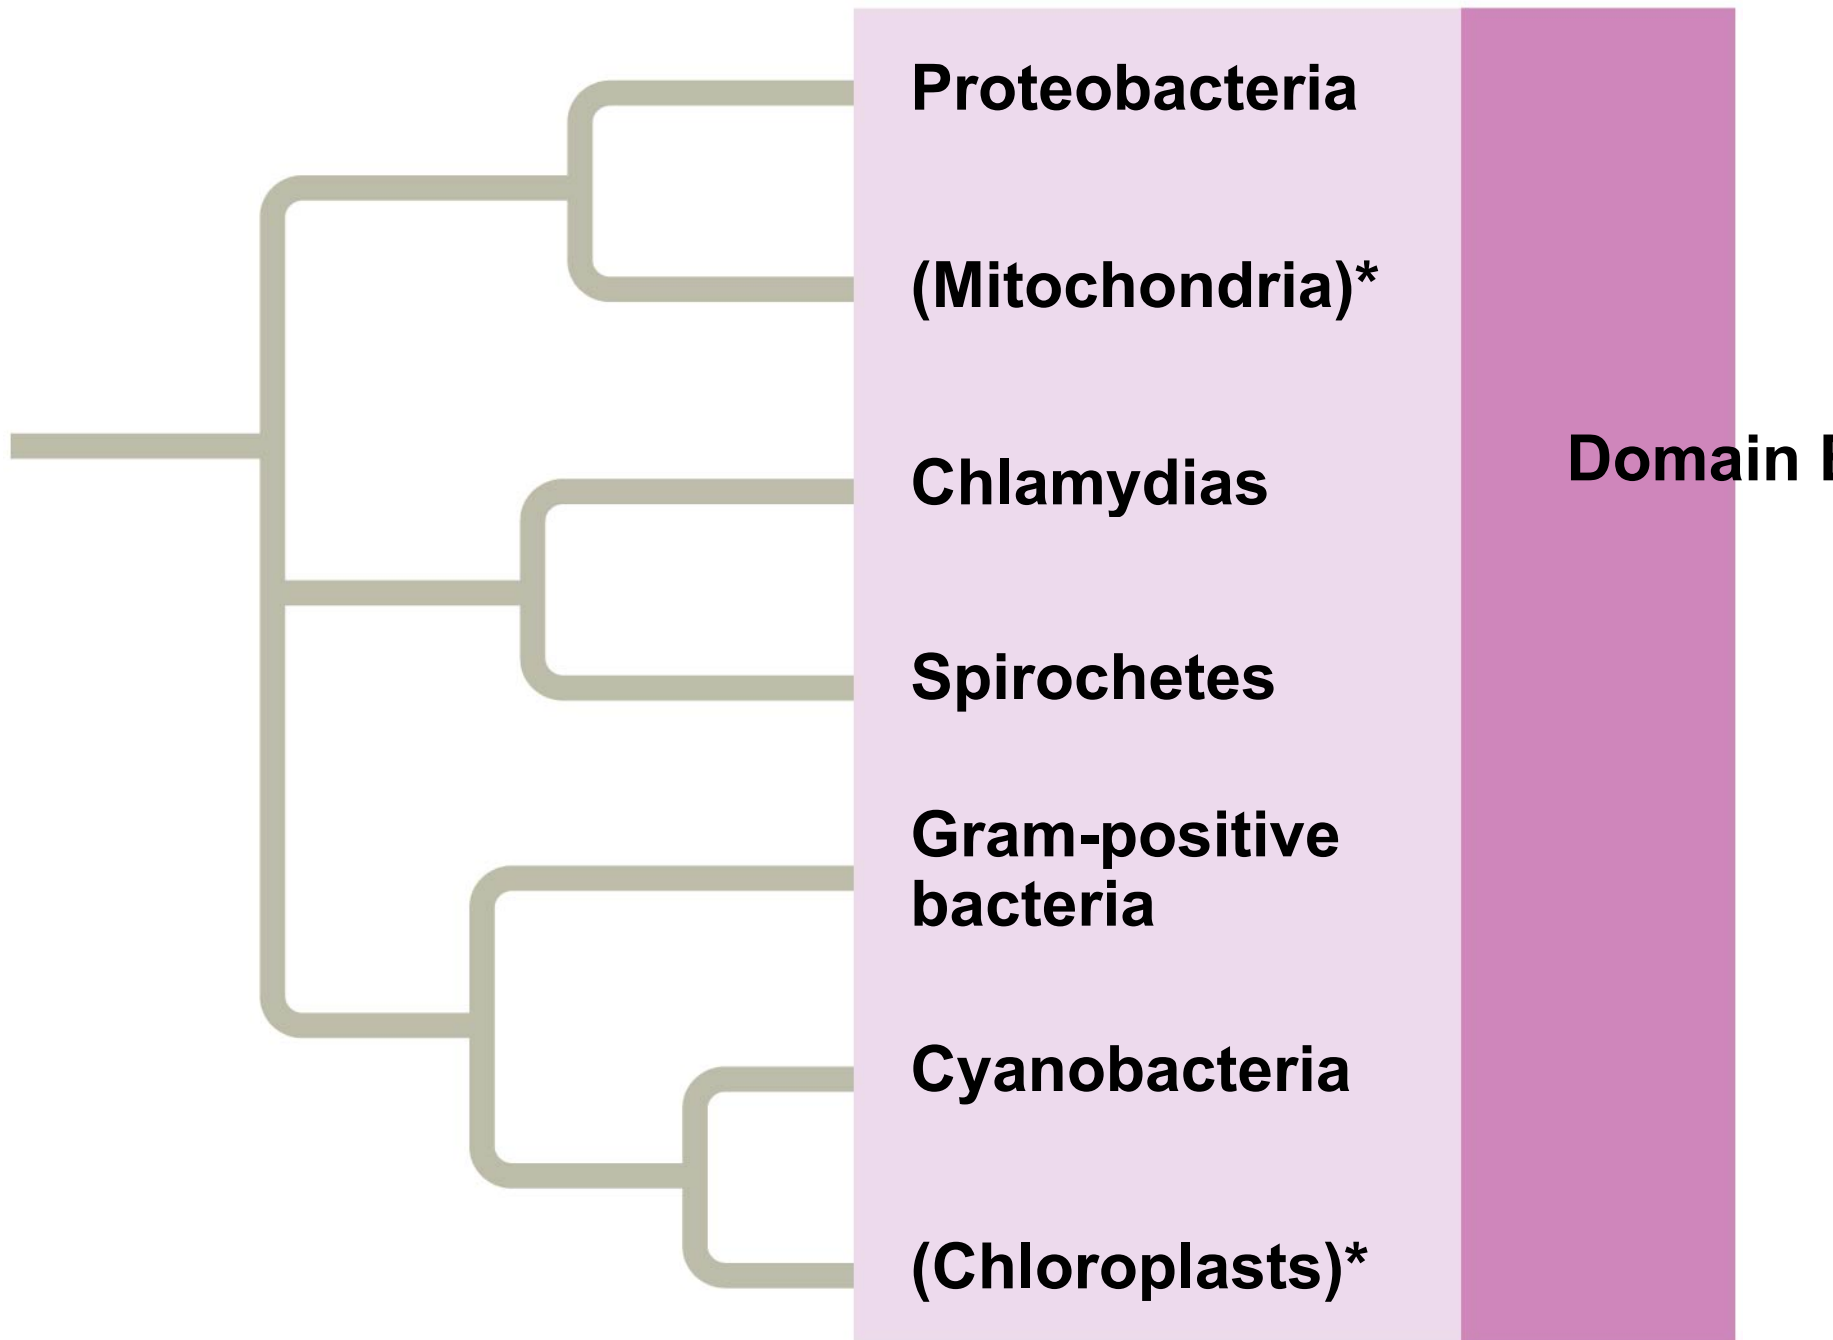 Proteobacteria
(Mitochondria)*
Chlamydias
Domain
Spirochetes
Gram-positive
bacteria
Cyanobacteria
(Chloroplasts)*